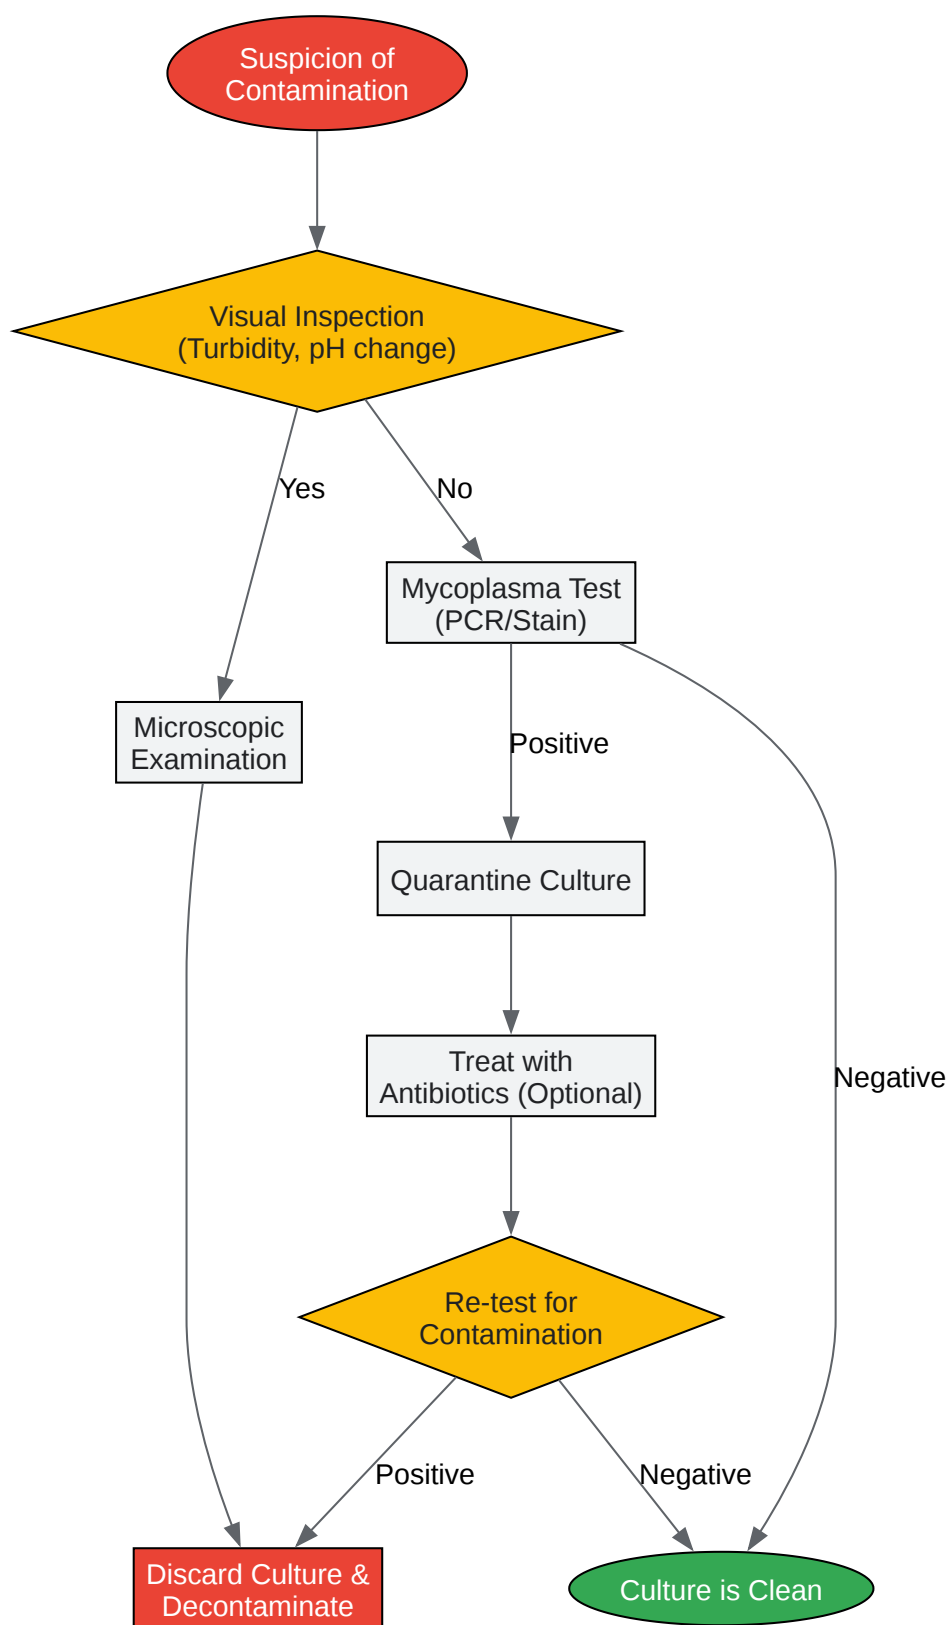 Suspicion of
Contamination
Visual Inspection
(Turbidity, pH change)
Yes
No
Mycoplasma Test
(PCR/Stain)
Microscopic
Examination
Positive
Quarantine Culture
Treat with
Antibiotics (Optional)
Negative
Re-test for
Contamination
Positive
Negative
Discard Culture &
Decontaminate
Culture is Clean